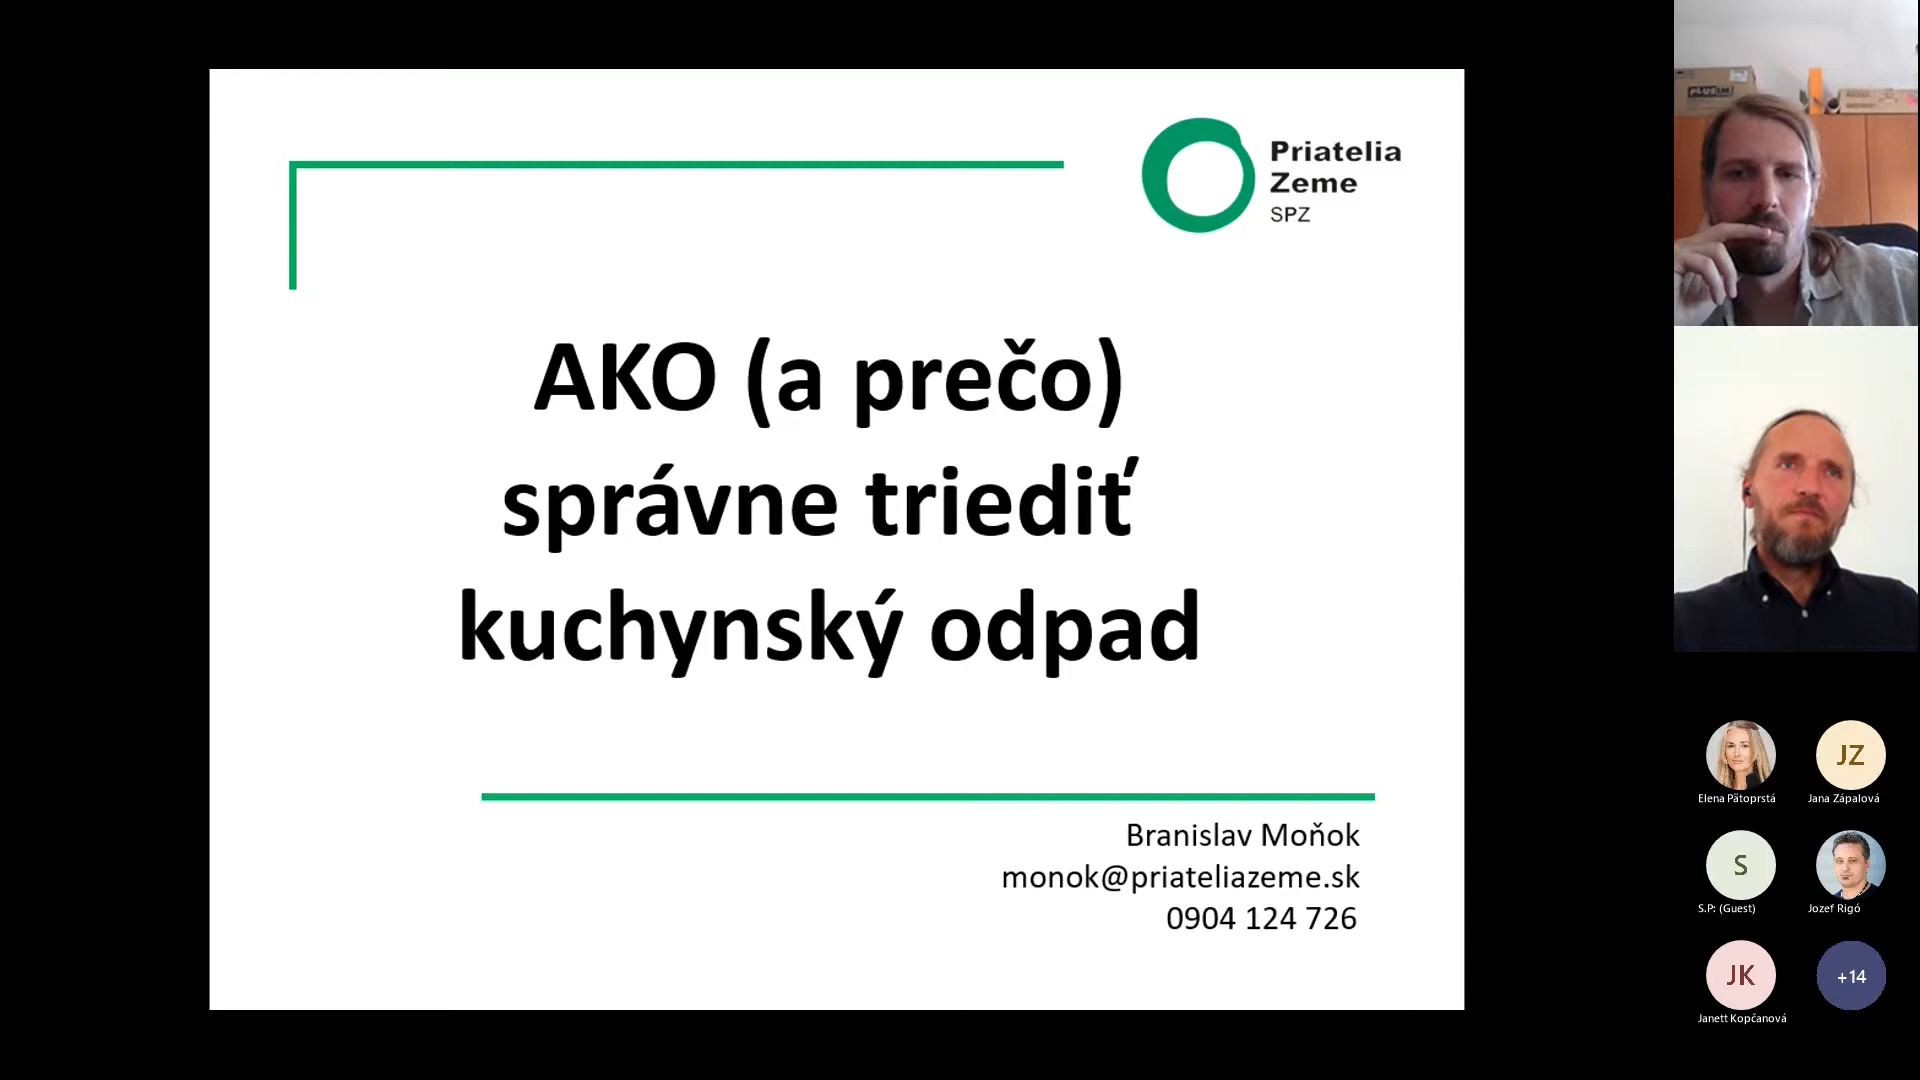 Priatelia
Zeme
SPZ
AKO (a prečo)
správne triediť
kuchynský odpad
Branislav Moňok
monok@priateliazeme.sk
0904 124 726
PLUSIM
JZ
Elena Pätoprstá
Jana Zápalová
S
S.P: (Guest)
Jozef Rigó
JK
+14
Janett Kopčanová